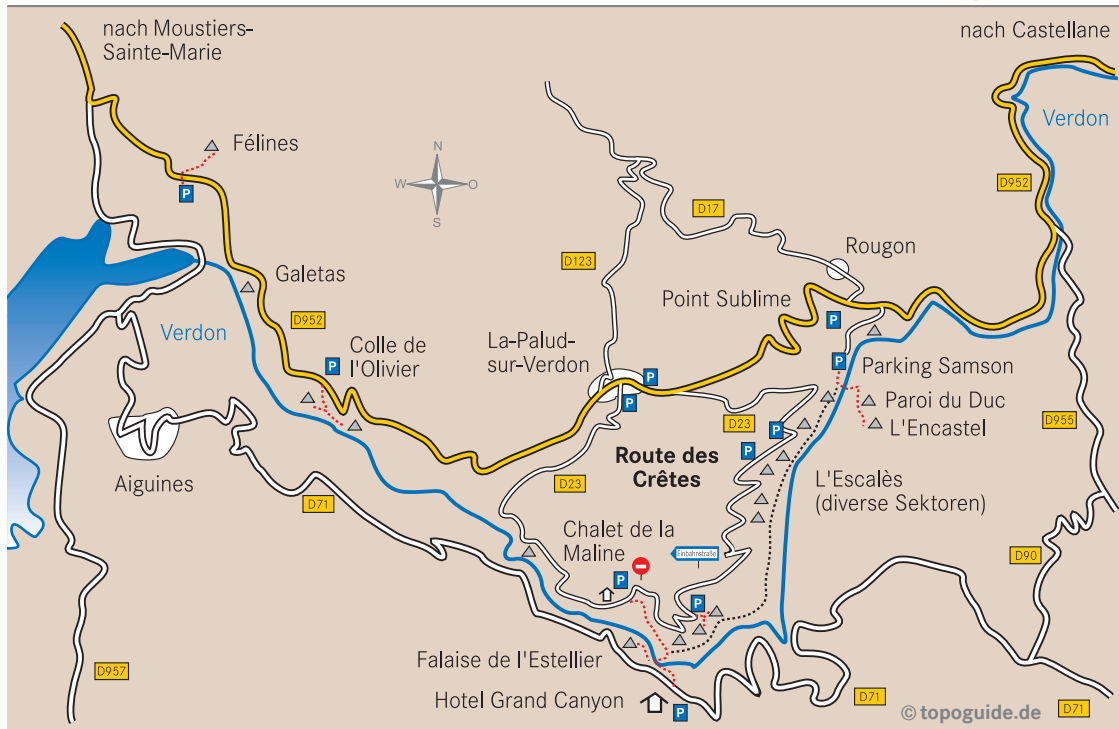 nach Moustiers-
Sainte-Marie
nach Castellane
Verdon
Félines
P
N
W
O
S
D952
D17
Rougon
D123
Galetas
Point Sublime
Verdon
D952
P
Colle de
l'Olivier
P
La-Palud-
sur-Verdon
P
P
P
Parking Samson
Paroi du Duc
L'Encastel
D23
P
P
D955
Aiguines
D71
D23
Route des
Crêtes
L'Escalès
(diverse Sektoren)
Chalet de la
Maline
Einbahnstraße
D90
P
P
Falaise de l'Estellier
D957
Hotel Grand Canyon
P
D71
D71
© topoguide.de